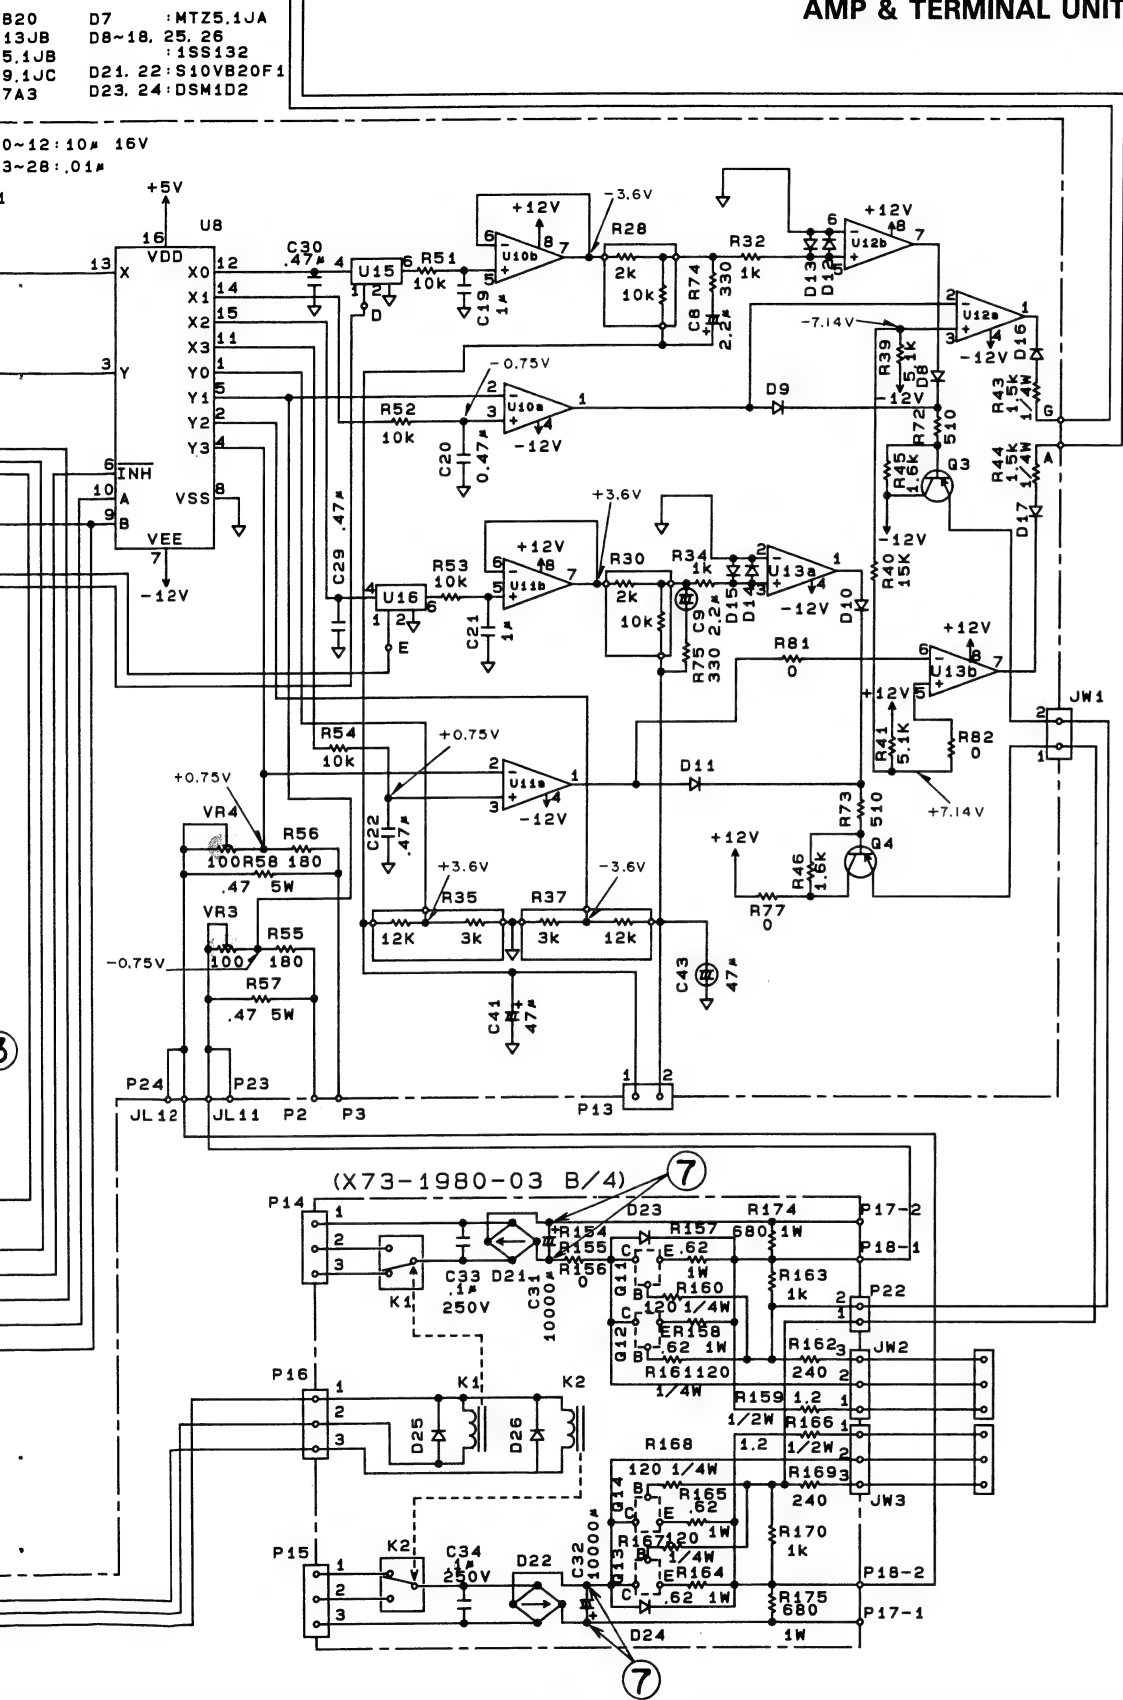 AMP & TERMINAL UNIT
B20 D7 :MTZ5.1JA
13JB D8~18, 25, 26
5.1JB :1SS132
9.1JC D21, 22:S10VB20F1
7A3 D23, 24:DSM1D2
0~12:10µ 16V
3~28:.01µ
+5V
U8
16
VDD
13 X
X0 12
X1 14
X2 15
X3 11
3 Y
Y0 1
Y1 5
Y2 2
Y3 4
6 INH
10 A
9 B
VSS 8
VEE
7
-12V
C30
.47µ
4 U15 6
1 2
D
R51
10k
C19
1µ
+12V
6
5
U10b
8
7
-3.6V
R28
2k
10k
R74
330
C8
2.2µ
R32
1k
D13
D12
6
5
U12b
+12V
8
7
2
3
U12a
1
4
-12V
-7.14V
R39
5.1k
-12V
D8
D16
R43
1.5K
1/4W
G
A
R44
1.5K
1/4W
D17
-0.75V
R52
10k
C20
0.47µ
2
3
U10a
1
4
-12V
D9
R72
510
R45
1.6k
Q3
-12V
R40
15K
C29
.47µ
4 U16 6
1 2
E
R53
10k
C21
1µ
+12V
6
5
U11b
8
7
+3.6V
R30
2k
10k
R34
1k
C9
2.2µ
R75
330
D15
D14
2
3
U13a
1
4
-12V
D10
R81
0
+12V
6
5
U13b
8
7
+12V
R41
5.1K
R82
0
+7.14V
JW1
2
1
R54
10k
+0.75V
C22
.47µ
2
3
U11a
1
4
-12V
D11
R73
510
+12V
R46
1.6k
Q4
R77
0
+0.75V
VR4
100
R56
180
R58
.47 5W
VR3
100
-0.75V
R55
180
R57
.47 5W
+3.6V
R35
12K 3k
-3.6V
R37
3k 12k
C41
47µ
C43
47µ
P24
JL12
P23
JL11
P2 P3
P13
1 2
(X73-1980-03 B/4)
7
P14
1
2
3
K1
C33
.1µ
250V
D21
C31
10000µ
R154
R155
R156
0
D23
R157
.62
1W
Q11
C E
B
R160
120 1/4W
Q12
C E
B
R158
.62 1W
R161 120
1/4W
R174
680 1W
R163
1k
P17-2
P18-1
P22
2
1
R162
240
JW2
3
2
1
R159 1.2
1/2W
R166
1.2
1/2W
R169
240
JW3
1
2
3
P16
1
2
3
K1 K2
D25
D26
R168
120 1/4W
Q14
B
C E
R165
.62
1W
R167 120
1/4W
Q13
B
C E
R164
.62 1W
D24
R170
1k
R175
680
1W
P18-2
P17-1
P15
1
2
3
K2
C34
.1µ
250V
D22
C32
10000µ
7